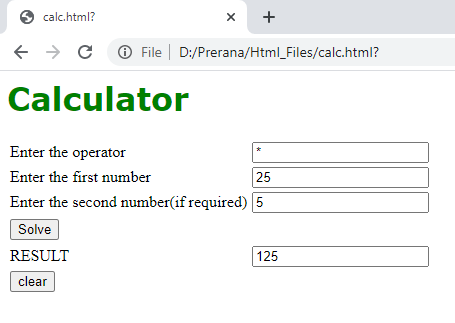 calc.html?
File | D:/Prerana/Html_Files/calc.html?
Calculator
Enter the operator *
Enter the first number 25
Enter the second number(if required) 5
Solve
RESULT 125
clear